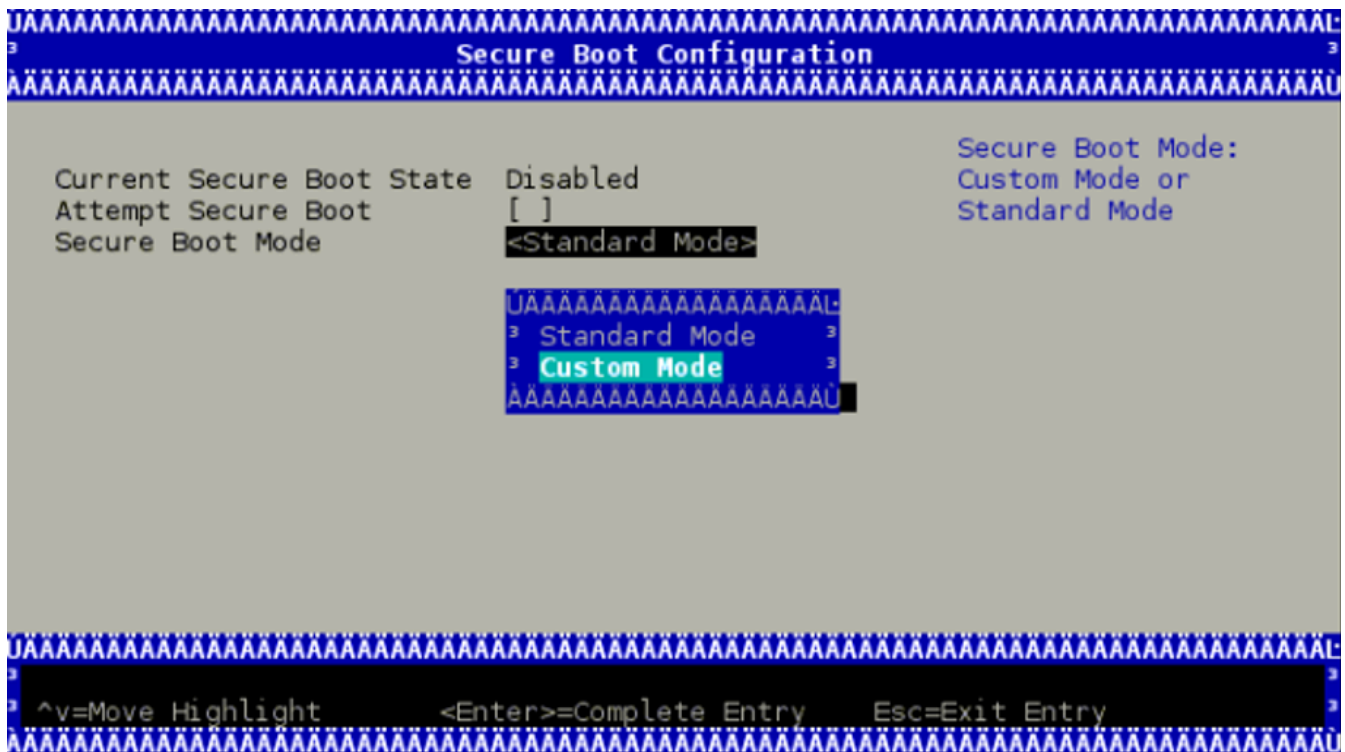 Secure Boot Configuration
Secure Boot Mode:
Current Secure Boot State Disabled Custom Mode or
Attempt Secure Boot [ ] Standard Mode
Secure Boot Mode <Standard Mode>
Standard Mode
Custom Mode
^v=Move Highlight <Enter>=Complete Entry Esc=Exit Entry